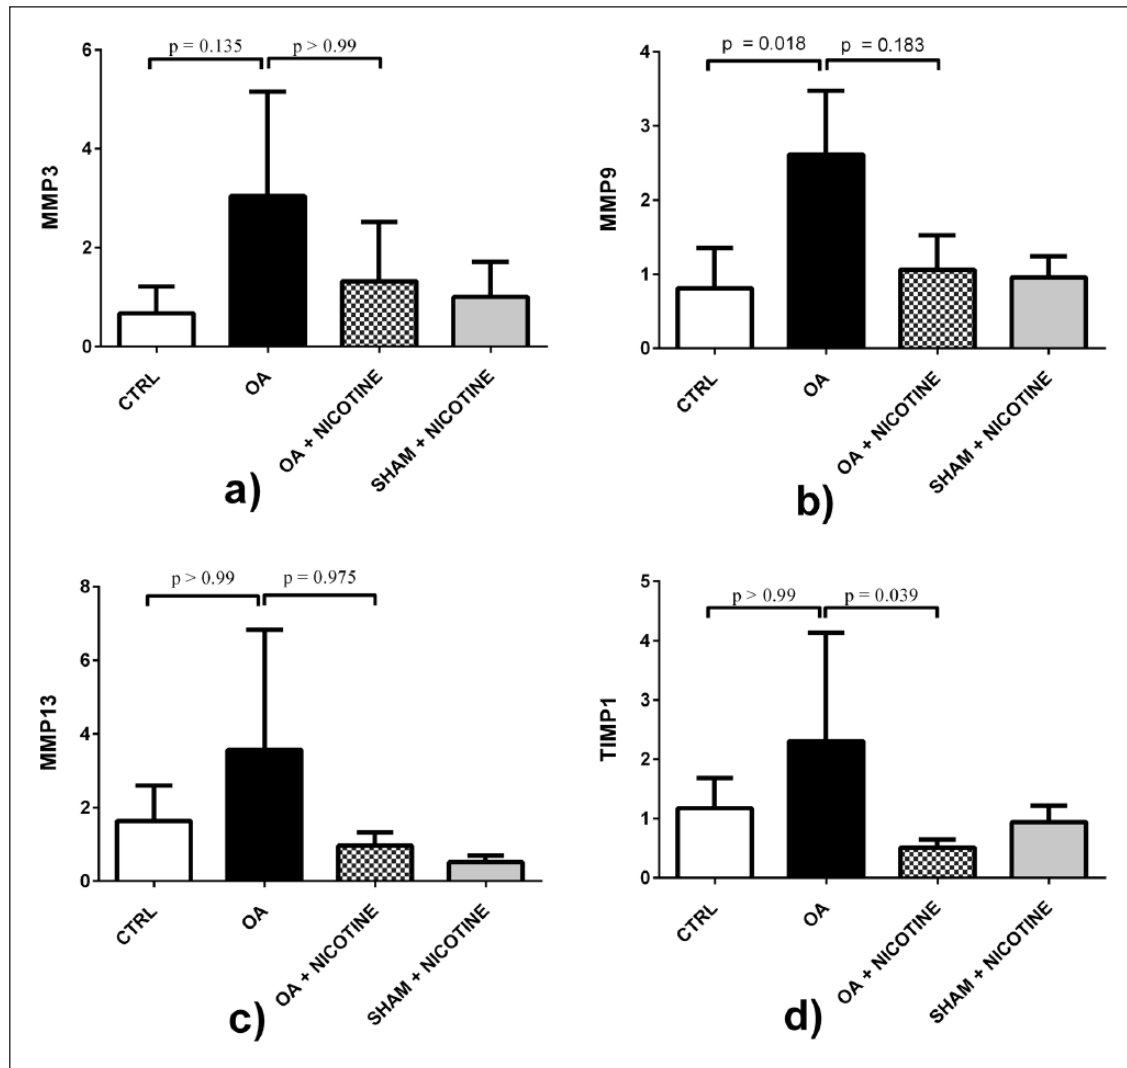 p = 0.135
p > 0.99
6
4
2
0
MMP3
CTRL
OA
OA + NICOTINE
SHAM + NICOTINE
a)
p = 0.018
p = 0.183
4
3
2
1
0
MMP9
CTRL
OA
OA + NICOTINE
SHAM + NICOTINE
b)
p > 0.99
p = 0.975
8
6
4
2
0
MMP13
CTRL
OA
OA + NICOTINE
SHAM + NICOTINE
c)
p > 0.99
p = 0.039
5
4
3
2
1
0
TIMP1
CTRL
OA
OA + NICOTINE
SHAM + NICOTINE
d)